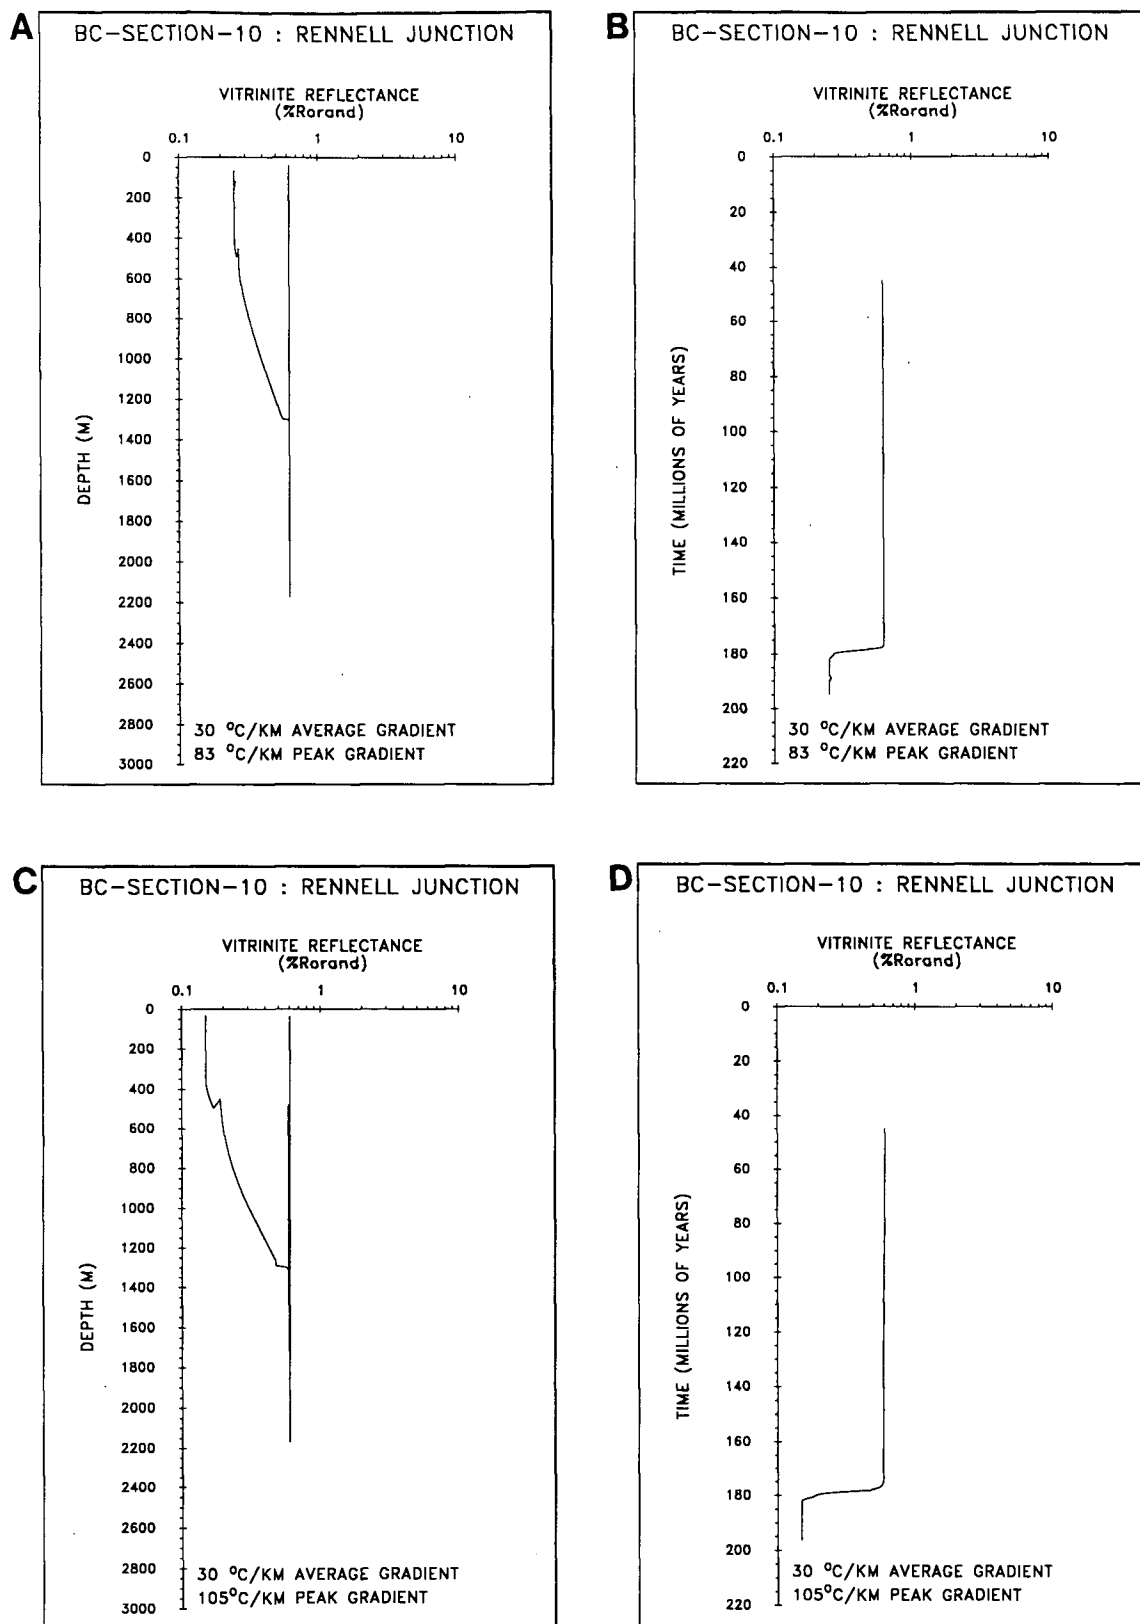 A
BC-SECTION-10 : RENNELL JUNCTION
VITRINITE REFLECTANCE
(%Rorand)
0.1 1 10
0
200
400
600
800
1000
1200
1400
1600
1800
2000
2200
2400
2600
2800
3000
DEPTH (M)
30 °C/KM AVERAGE GRADIENT
83 °C/KM PEAK GRADIENT
B
BC-SECTION-10 : RENNELL JUNCTION
VITRINITE REFLECTANCE
(%Rorand)
0.1 1 10
0
20
40
60
80
100
120
140
160
180
200
220
TIME (MILLIONS OF YEARS)
30 °C/KM AVERAGE GRADIENT
83 °C/KM PEAK GRADIENT
C
BC-SECTION-10 : RENNELL JUNCTION
VITRINITE REFLECTANCE
(%Rorand)
0.1 1 10
0
200
400
600
800
1000
1200
1400
1600
1800
2000
2200
2400
2600
2800
3000
DEPTH (M)
30 °C/KM AVERAGE GRADIENT
105°C/KM PEAK GRADIENT
D
BC-SECTION-10 : RENNELL JUNCTION
VITRINITE REFLECTANCE
(%Rorand)
0.1 1 10
0
20
40
60
80
100
120
140
160
180
200
220
TIME (MILLIONS OF YEARS)
30 °C/KM AVERAGE GRADIENT
105°C/KM PEAK GRADIENT